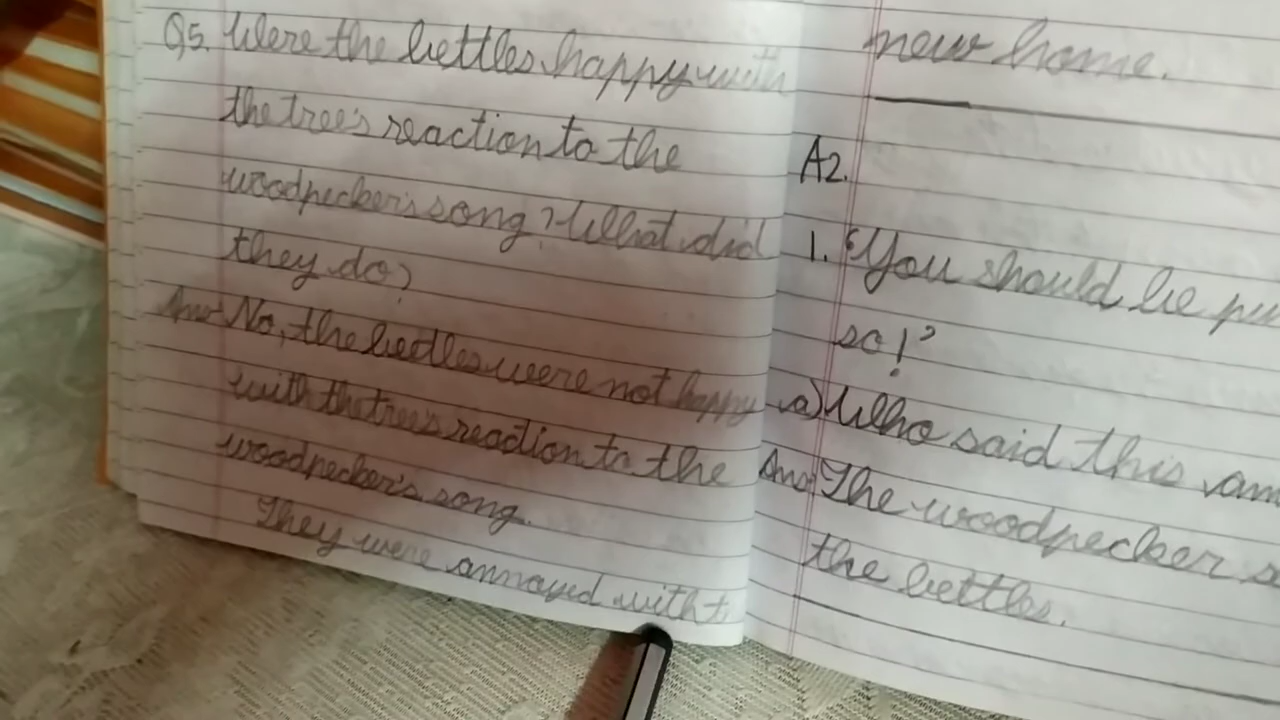 Q5. Were the bettles happy with
the tree's reaction to the
woodpecker's song? What did
they do?
Ans No, the beetles were not happy
with the tree's reaction to the
woodpecker's song.
They were annayed with
new home.
A2.
1. "You should be
so!"
a) Who said this
Ans The woodpecker
the bettles.